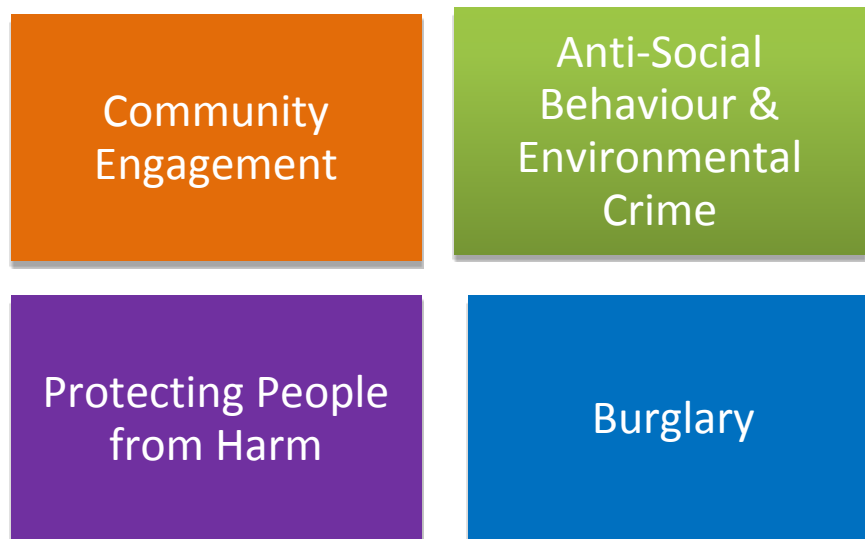 Community
Engagement
Anti-Social
Behaviour &
Environmental
Crime
Protecting People
from Harm
Burglary